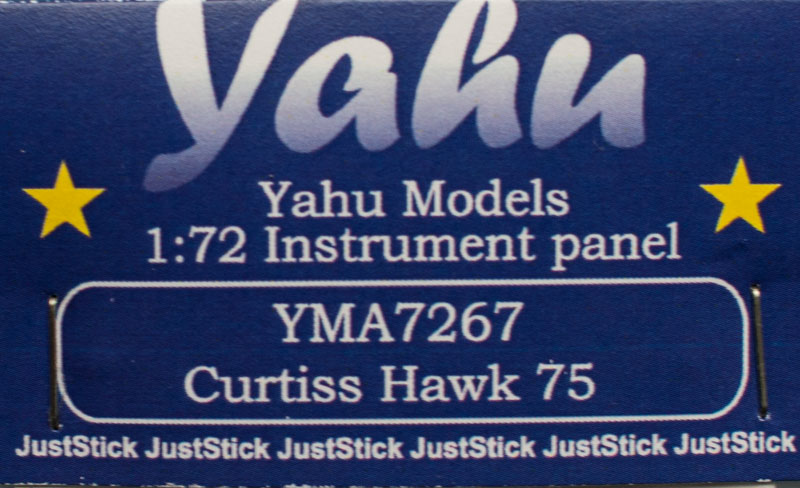 Yahu
Yahu Models
1:72 Instrument panel
YMA7267
Curtiss Hawk 75
JustStick JustStick JustStick JustStick JustStick JustStick